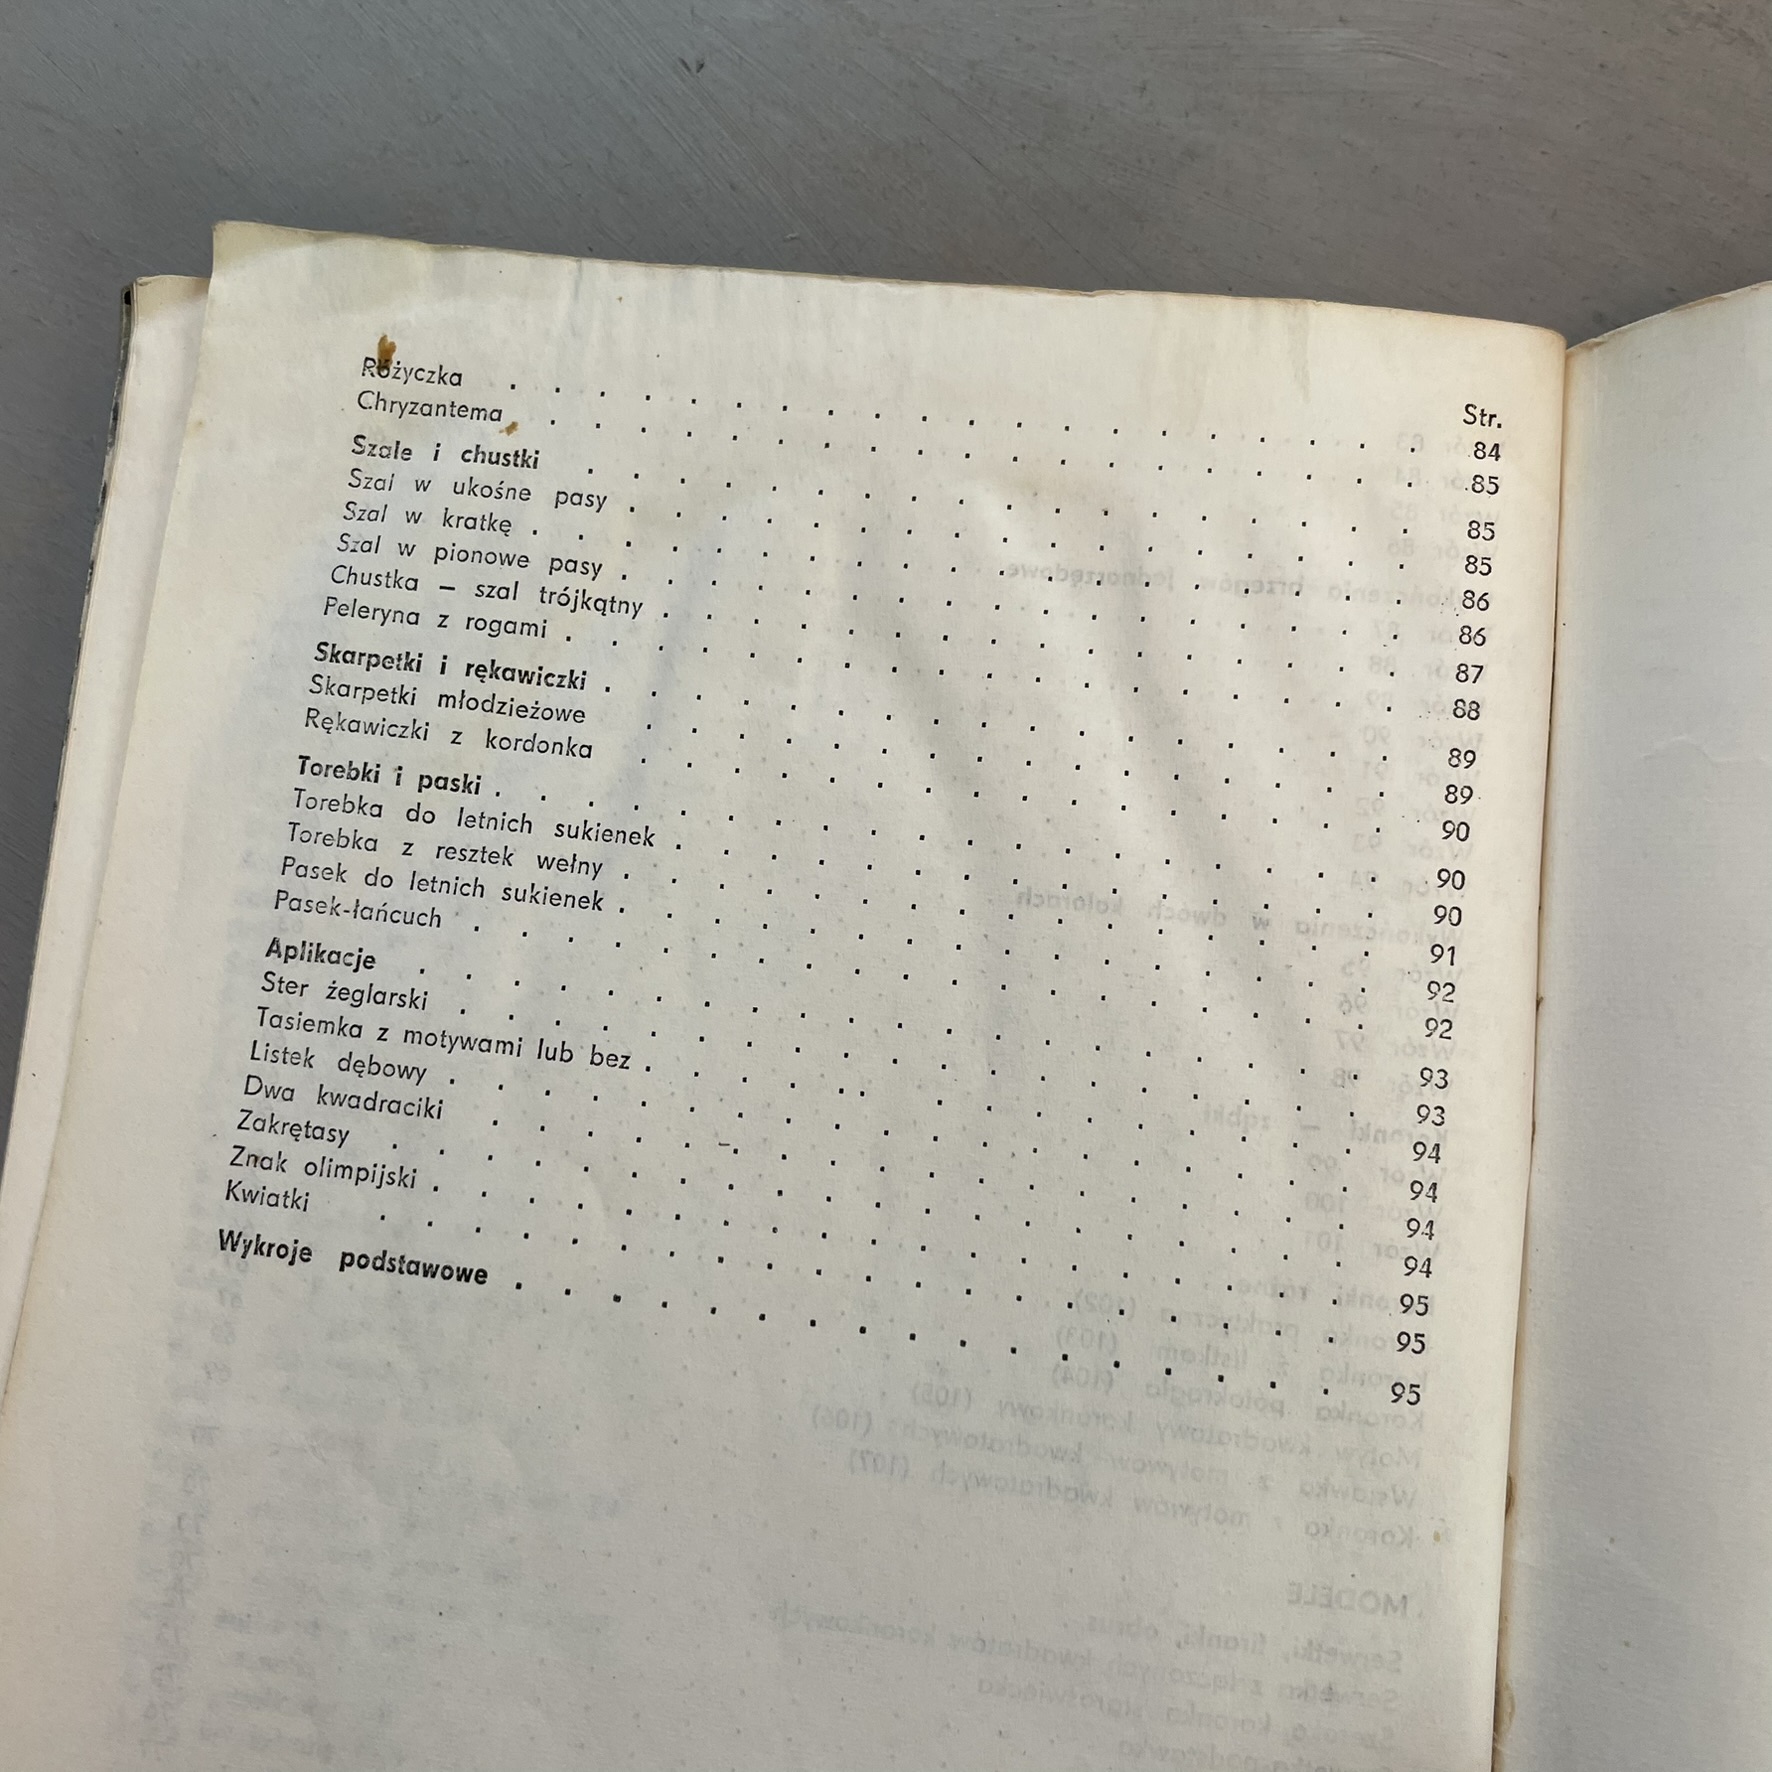 Str.
Różyczka . . . . . . . . . . . . . . . . . . . . . 84
Chryzantema . . . . . . . . . . . . . . . . . . . . 85
Szale i chustki . . . . . . . . . . . . . . . . . . . 85
Szal w ukośne pasy . . . . . . . . . . . . . . . . . . 85
Szal w kratkę . . . . . . . . . . . . . . . . . . . . 86
Szal w pionowe pasy . . . . . . . . . . . . . . . . . . 86
Chustka – szal trójkątny . . . . . . . . . . . . . . . . . 87
Peleryna z rogami . . . . . . . . . . . . . . . . . . . 88
Skarpetki i rękawiczki . . . . . . . . . . . . . . . . . . 89
Skarpetki młodzieżowe . . . . . . . . . . . . . . . . . 89
Rękawiczki z kordonka . . . . . . . . . . . . . . . . . 90
Torebki i paski . . . . . . . . . . . . . . . . . . . . 90
Torebka do letnich sukienek . . . . . . . . . . . . . . . . 90
Torebka z resztek wełny . . . . . . . . . . . . . . . . . 91
Pasek do letnich sukienek . . . . . . . . . . . . . . . . . 92
Pasek-łańcuch . . . . . . . . . . . . . . . . . . . . 92
Aplikacje . . . . . . . . . . . . . . . . . . . . . 93
Ster żeglarski . . . . . . . . . . . . . . . . . . . . 93
Tasiemka z motywami lub bez . . . . . . . . . . . . . . . . 94
Listek dębowy . . . . . . . . . . . . . . . . . . . . 94
Dwa kwadraciki . . . . . . . . . . . . . . . . . . . 94
Zakrętasy . . . . . . . . . . . . . . . . . . . . . 94
Znak olimpijski . . . . . . . . . . . . . . . . . . . . 95
Kwiatki . . . . . . . . . . . . . . . . . . . . . 95
Wykroje podstawowe . . . . . . . . . . . . . . . . . . 95